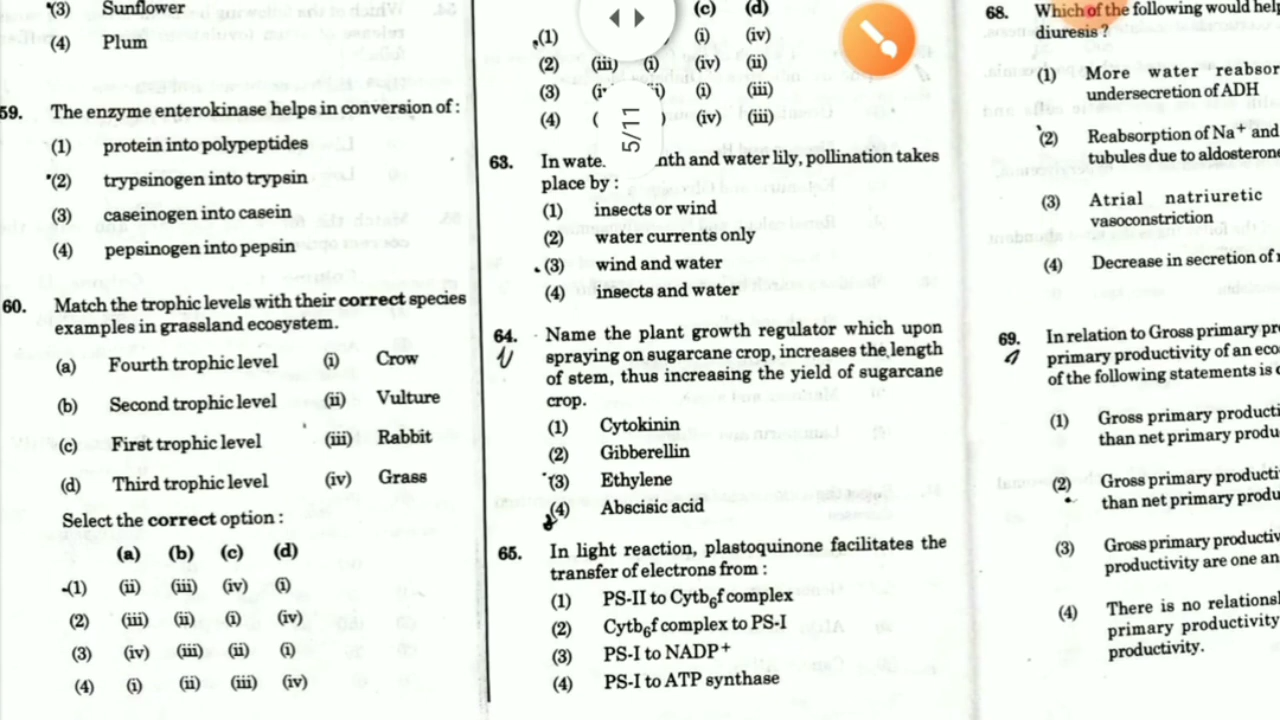 (3) Sunflower
(4) Plum
59. The enzyme enterokinase helps in conversion of :
(1) protein into polypeptides
(2) trypsinogen into trypsin
(3) caseinogen into casein
(4) pepsinogen into pepsin
60. Match the trophic levels with their correct species
examples in grassland ecosystem.
(a) Fourth trophic level (i) Crow
(b) Second trophic level (ii) Vulture
(c) First trophic level (iii) Rabbit
(d) Third trophic level (iv) Grass
Select the correct option :
(a) (b) (c) (d)
(1) (ii) (iii) (iv) (i)
(2) (iii) (ii) (i) (iv)
(3) (iv) (iii) (ii) (i)
(4) (i) (ii) (iii) (iv)
(c) (d)
(1) (i) (iv)
(2) (iii) (i) (iv) (ii)
(3) (i) (iii)
(4) (iv) (iii)
5/11
63. In and water lily, pollination takes
place by :
(1) insects or wind
(2) water currents only
(3) wind and water
(4) insects and water
64. Name the plant growth regulator which upon
spraying on sugarcane crop, increases the length
of stem, thus increasing the yield of sugarcane
crop.
(1) Cytokinin
(2) Gibberellin
(3) Ethylene
(4) Abscisic acid
65. In light reaction, plastoquinone facilitates the
transfer of electrons from :
(1) PS-II to Cytb6f complex
(2) Cytb6f complex to PS-I
(3) PS-I to NADP+
(4) PS-I to ATP synthase
68. Which of the following would help
diuresis ?
(1) More water reabsor
undersecretion of ADH
(2) Reabsorption of Na+ and
tubules due to aldosterone
(3) Atrial natriuretic
vasoconstriction
(4) Decrease in secretion of
69. In relation to Gross primary pr
primary productivity of an eco
of the following statements is
(1) Gross primary producti
than net primary produ
(2) Gross primary producti
than net primary produ
(3) Gross primary productiv
productivity are one an
(4) There is no relations
primary productivity
productivity.